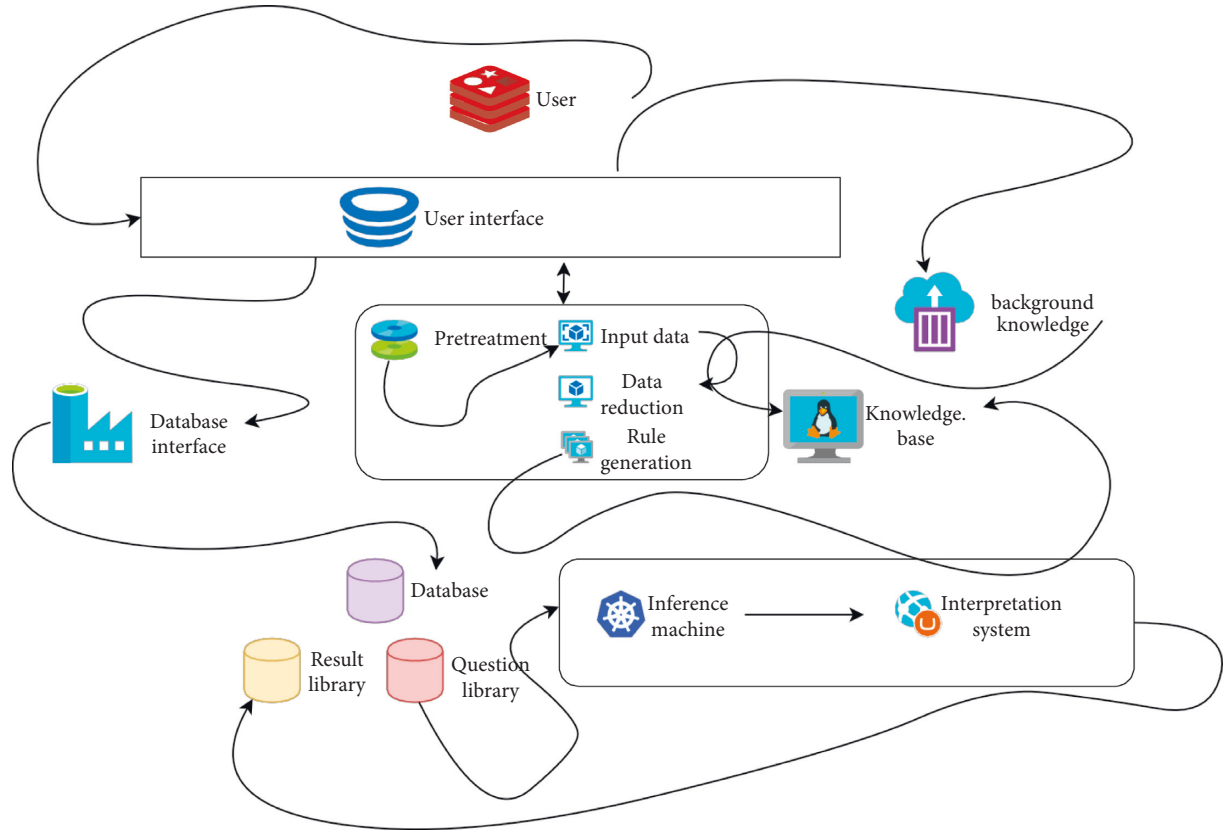 User
User interface
background
knowledge
Pretreatment
Input data
Data
reduction
Rule
generation
Knowledge.
base
Database
interface
Database
Inference
machine
Interpretation
system
Result
library
Question
library